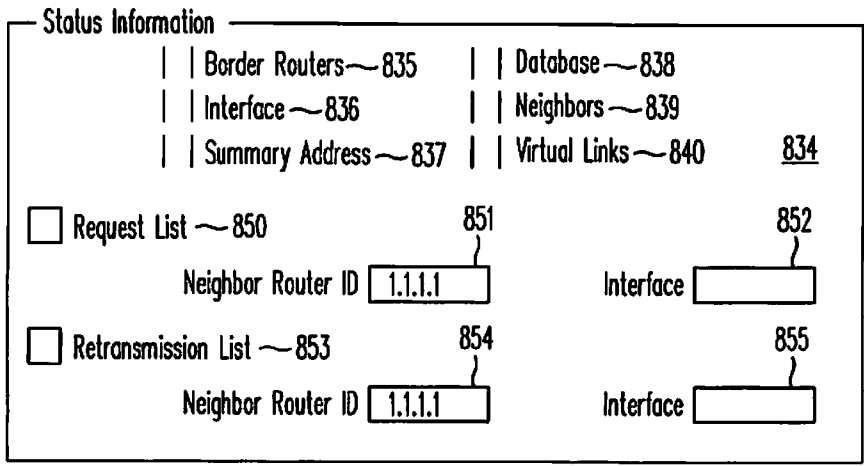 Status Information
Border Routers 835 Database 838
Interface 836 Neighbors 839
Summary Address 837 Virtual Links 840 834
Request List 850 851 852
Neighbor Router ID 1.1.1.1 Interface
Retransmission List 853 854 855
Neighbor Router ID 1.1.1.1 Interface